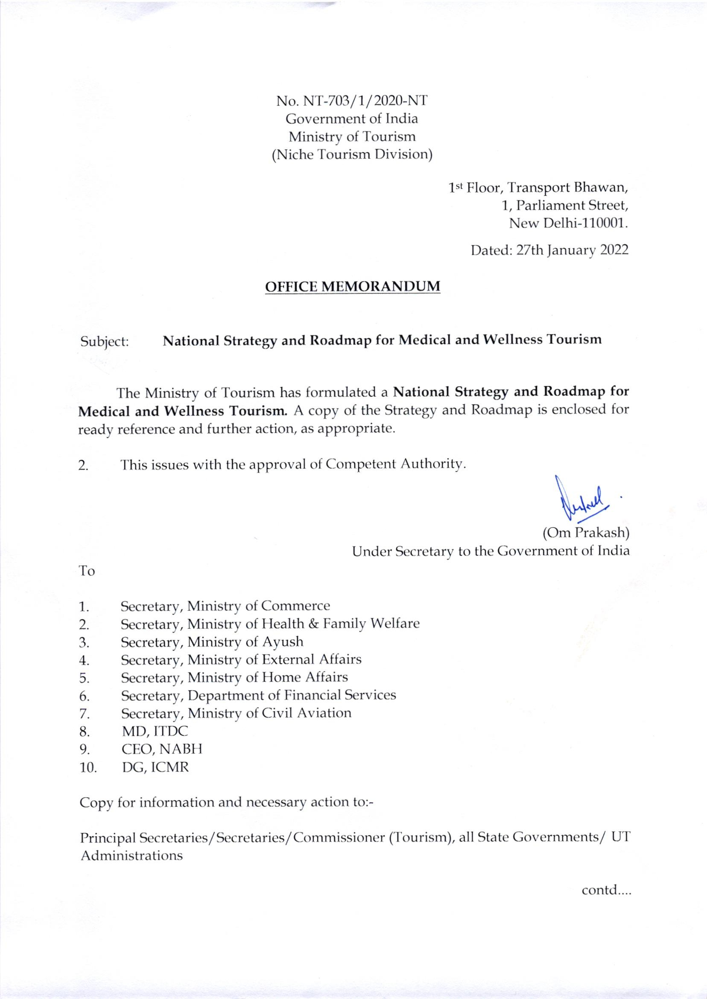 No. NT-703/1/2020-NT
Government of India
Ministry of Tourism
(Niche Tourism Division)
1st Floor, Transport Bhawan,
1, Parliament Street,
New Delhi-110001.
Dated: 27th January 2022
OFFICE MEMORANDUM
Subject: National Strategy and Roadmap for Medical and Wellness Tourism
The Ministry of Tourism has formulated a National Strategy and Roadmap for
Medical and Wellness Tourism. A copy of the Strategy and Roadmap is enclosed for
ready reference and further action, as appropriate.
2. This issues with the approval of Competent Authority.
(Om Prakash)
Under Secretary to the Government of India
To
1. Secretary, Ministry of Commerce
2. Secretary, Ministry of Health & Family Welfare
3. Secretary, Ministry of Ayush
4. Secretary, Ministry of External Affairs
5. Secretary, Ministry of Home Affairs
6. Secretary, Department of Financial Services
7. Secretary, Ministry of Civil Aviation
8. MD, ITDC
9. CEO, NABH
10. DG, ICMR
Copy for information and necessary action to:-
Principal Secretaries/Secretaries/Commissioner (Tourism), all State Governments/ UT
Administrations
contd....